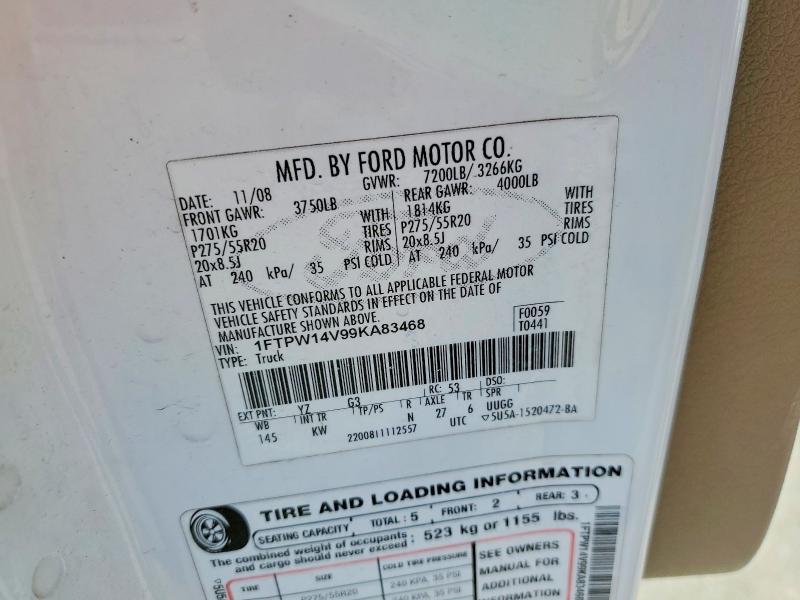 MFD. BY FORD MOTOR CO.
DATE: 11/08 GVWR: 7200LB/ 3266KG
FRONT GAWR: 3750LB REAR GAWR: 4000LB
1701KG WITH 1814KG WITH
P275/55R20 TIRES P275/55R20 TIRES
20x8.5J RIMS 20x8.5J RIMS
AT 240 kPa/ 35 PSI COLD AT 240 kPa/ 35 PSI COLD
Ford
THIS VEHICLE CONFORMS TO ALL APPLICABLE FEDERAL MOTOR
VEHICLE SAFETY STANDARDS IN EFFECT ON THE DATE OF
MANUFACTURE SHOWN ABOVE.
VIN: 1FTPW14V99KA83468 F0059
TYPE: Truck T0441
EXT PNT: YZ G3 RC: 53 DSO:
WB INT TR TP/PS R AXLE TR SPR
145 KW N 27 6 UUGG
2200811112557 UTC ▽5U5A-1520472-BA
TIRE AND LOADING INFORMATION
SEATING CAPACITY TOTAL: 5 FRONT: 2 REAR: 3
The combined weight of occupants and cargo should never exceed: 523 kg or 1155 lbs.
TIRE SIZE COLD TIRE PRESSURE SEE OWNERS
P275/55R20 240 KPA, 35 PSI MANUAL FOR
240 KPA, 35 PSI ADDITIONAL
INFORMATION
1FTPW14V99KA83468